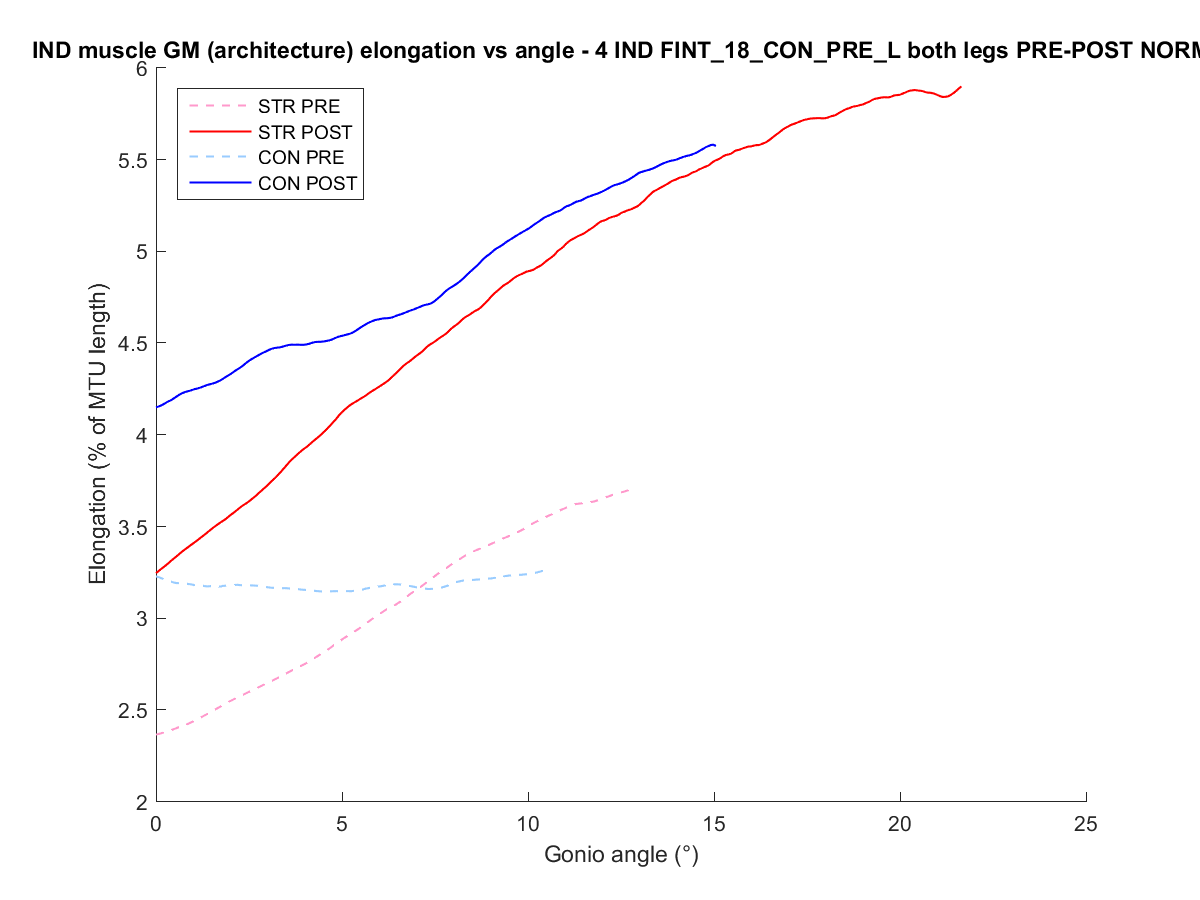 IND muscle GM (architecture) elongation vs angle - 4 IND FINT_18_CON_PRE_L both legs PRE-POST NORM
6
5.5
5
4.5
4
3.5
3
2.5
2
STR PRE
STR POST
CON PRE
CON POST
Elongation (% of MTU length)
0 5 10 15 20 25
Gonio angle (°)